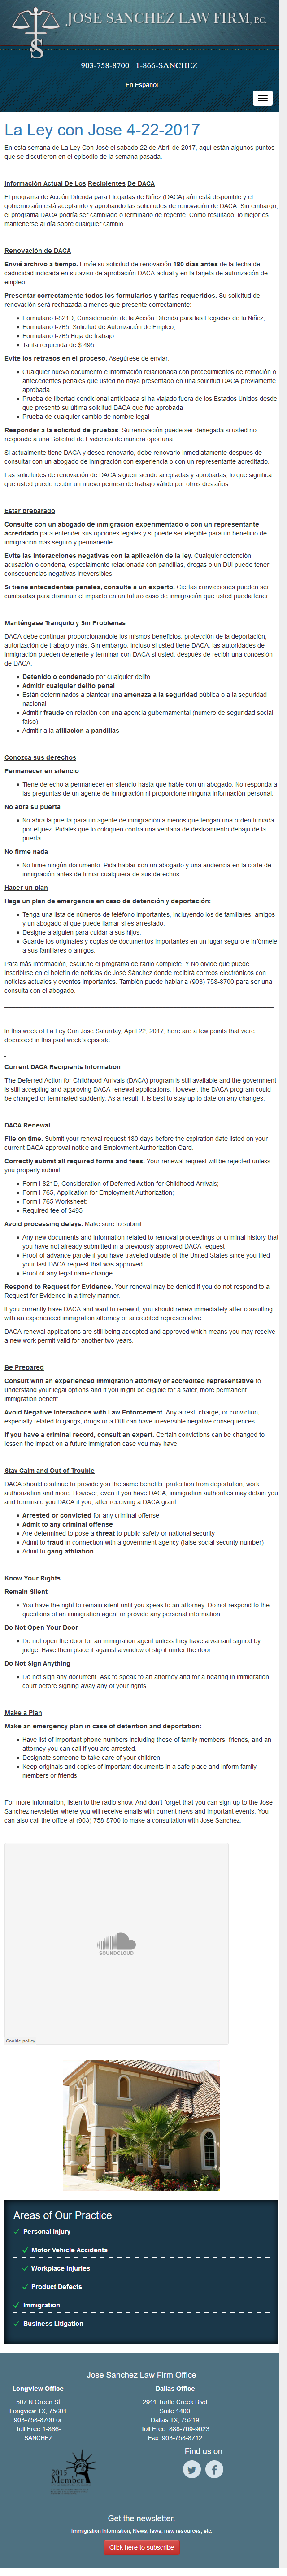 JOSE SANCHEZ LAW FIRM, P.C.
903-758-8700 1-866-SANCHEZ
En Espanol
La Ley con Jose 4-22-2017
En esta semana de La Ley Con José el sábado 22 de Abril de 2017, aquí están algunos puntos
que se discutieron en el episodio de la semana pasada.
Información Actual De Los Recipientes De DACA
El programa de Acción Diferida para Llegadas de Niñez (DACA) aún está disponible y el
gobierno aún está aceptando y aprobando las solicitudes de renovación de DACA. Sin embargo,
el programa DACA podría ser cambiado o terminado de repente. Como resultado, lo mejor es
mantenerse al día sobre cualquier cambio.
Renovación de DACA
Envié archivo a tiempo. Envíe su solicitud de renovación 180 días antes de la fecha de
caducidad indicada en su aviso de aprobación DACA actual y en la tarjeta de autorización de
empleo.
Presentar correctamente todos los formularios y tarifas requeridos. Su solicitud de
renovación será rechazada a menos que presente correctamente.
• Formulario I-821D, Consideración de la Acción Diferida para las Llegadas de la Niñez;
• Formulario I-765, Solicitud de Autorización de Empleo;
• Formulario I-765 Hoja de trabajo:
• Tarifa requerida de $ 495
Evite los retrasos en el proceso. Asegúrese de enviar:
• Cualquier nuevo documento e información relacionada con procedimientos de remoción o
antecedentes penales que usted no haya presentado en una solicitud DACA previamente
aprobada
• Prueba de libertad condicional anticipada si ha viajado fuera de los Estados Unidos desde
que presentó su última solicitud DACA que fue aprobada
• Prueba de cualquier cambio de nombre legal
Responder a la solicitud de pruebas. Su renovación puede ser denegada si usted no
responde a una Solicitud de Evidencia de manera oportuna.
Si actualmente tiene DACA y desea renovarlo, debe renovarlo inmediatamente después de
consultar con un abogado de inmigración con experiencia o con un representante acreditado.
Las solicitudes de renovación de DACA siguen siendo aceptadas y aprobadas, lo que significa
que usted puede recibir un nuevo permiso de trabajo válido por otros dos años.
Estar preparado
Consulte con un abogado de inmigración experimentado o con un representante
acreditado para entender sus opciones legales y si puede ser elegible para un beneficio de
inmigración más seguro y permanente.
Evite las interacciones negativas con la aplicación de la ley. Cualquier detención,
acusación o condena, especialmente relacionada con pandillas, drogas o un DUI puede tener
consecuencias negativas irreversibles.
Si tiene antecedentes penales, consulte a un experto. Ciertas convicciones pueden ser
cambiadas para disminuir el impacto en un futuro caso de inmigración que usted pueda tener.
Manténgase Tranquilo y Sin Problemas
DACA debe continuar proporcionándole los mismos beneficios: protección de la deportación,
autorización de trabajo y más. Sin embargo, incluso si usted tiene DACA, las autoridades de
inmigración pueden detenerle y terminar con DACA si usted, después de recibir una concesión
de DACA:
• Detenido o condenado por cualquier delito
• Admitir cualquier delito penal
• Están determinados a plantear una amenaza a la seguridad pública o a la seguridad
nacional
• Admitir fraude en relación con una agencia gubernamental (número de seguridad social
falso)
• Admitir a la afiliación a pandillas
Conozca sus derechos
Permanecer en silencio
• Tiene derecho a permanecer en silencio hasta que hable con un abogado. No responda a
las preguntas de un agente de inmigración ni proporcione ninguna información personal.
No abra su puerta
• No abra la puerta para un agente de inmigración a menos que tengan una orden firmada
por el juez. Pídales que lo coloquen contra una ventana de deslizamiento debajo de la
puerta.
No firme nada
• No firme ningún documento. Pida hablar con un abogado y una audiencia en la corte de
inmigración antes de firmar cualquiera de sus derechos.
Hacer un plan
Haga un plan de emergencia en caso de detención y deportación:
• Tenga una lista de números de teléfono importantes, incluyendo los de familiares, amigos
y un abogado al que puede llamar si es arrestado.
• Designe a alguien para cuidar a sus hijos.
• Guarde los originales y copias de documentos importantes en un lugar seguro e infórmele
a sus familiares o amigos.
Para más información, escuche el programa de radio completo. Y No olvide que puede
inscribirse en el boletín de noticias de José Sánchez donde recibirá correos electrónicos con
noticias actuales y eventos importantes. También puede hablar a (903) 758-8700 para ser una
consulta con el abogado.
In this week of La Ley Con Jose Saturday, April 22, 2017, here are a few points that were
discussed in this past week's episode.
Current DACA Recipients Information
The Deferred Action for Childhood Arrivals (DACA) program is still available and the government
is still accepting and approving DACA renewal applications. However, the DACA program could
be changed or terminated suddenly. As a result, it is best to stay up to date on any changes.
DACA Renewal
File on time. Submit your renewal request 180 days before the expiration date listed on your
current DACA approval notice and Employment Authorization Card.
Correctly submit all required forms and fees. Your renewal request will be rejected unless
you properly submit:
• Form I-821D, Consideration of Deferred Action for Childhood Arrivals;
• Form I-765, Application for Employment Authorization;
• Form I-765 Worksheet;
• Required fee of $495.
Avoid processing delays. Make sure to submit:
• Any new documents and information related to removal proceedings or criminal history that
you have not already submitted in a previously approved DACA request
• Proof of advance parole if you have traveled outside of the United States since you filed
your last DACA request that was approved
• Proof of any legal name change
Respond to Request for Evidence. Your renewal may be denied if you do not respond to a
Request for Evidence in a timely manner.
If you currently have DACA and want to renew it, you should renew immediately after consulting
with an experienced immigration attorney or accredited representative.
DACA renewal applications are still being accepted and approved which means you may receive
a new work permit valid for another two years.
Be Prepared
Consult with an experienced immigration attorney or accredited representative to
understand your legal options and if you might be eligible for a safer, more permanent
immigration benefit.
Avoid Negative Interactions with Law Enforcement. Any arrest, charge, or conviction,
especially related to gangs, drugs or a DUI can have irreversible negative consequences.
If you have a criminal record, consult an expert. Certain convictions can be changed to
lessen the impact on a future immigration case you may have.
Stay Calm and Out of Trouble
DACA should continue to provide you the same benefits: protection from deportation, work
authorization and more. However, even if you have DACA, immigration authorities may detain you
and terminate you DACA if you, after receiving a DACA grant:
• Arrested or convicted for any criminal offense
• Admit to any criminal offense
• Are determined to pose a threat to public safety or national security
• Admit to fraud in connection with a government agency (false social security number)
• Admit to gang affiliation
Know Your Rights
Remain Silent
• You have the right to remain silent until you speak to an attorney. Do not respond to the
questions of an immigration agent or provide any personal information.
Do Not Open Your Door
• Do not open the door for an immigration agent unless they have a warrant signed by
judge. Have them place it against a window of slip it under the door.
Do Not Sign Anything
• Do not sign any document. Ask to speak to an attorney and for a hearing in immigration
court before signing away any of your rights.
Make a Plan
Make an emergency plan in case of detention and deportation:
• Have list of important phone numbers including those of family members, friends, and an
attorney you can call if you are arrested.
• Designate someone to take care of your children.
• Keep originals and copies of important documents in a safe place and inform family
members or friends.
For more information, listen to the radio show. And don't forget that you can sign up to the Jose
Sanchez newsletter where you will receive emails with current news and important events. You
can also call the office at (903) 758-8700 to make a consultation with Jose Sanchez.
SOUNDCLOUD
Cookie policy
Areas of Our Practice
Personal Injury
Motor Vehicle Accidents
Workplace Injuries
Product Defects
Immigration
Business Litigation
Jose Sanchez Law Firm Office
Longview Office
507 N Green St
Longview TX, 75601
903-758-8700 or
Toll Free 1-866-
SANCHEZ
Dallas Office
2911 Turtle Creek Blvd
Suite 1400
Dallas TX, 75219
Toll Free: 888-709-9023
Fax: 903-758-8712
2015
Member
Find us on
Get the newsletter.
Immigration Information, News, laws, new resources, etc.
Click here to subscribe